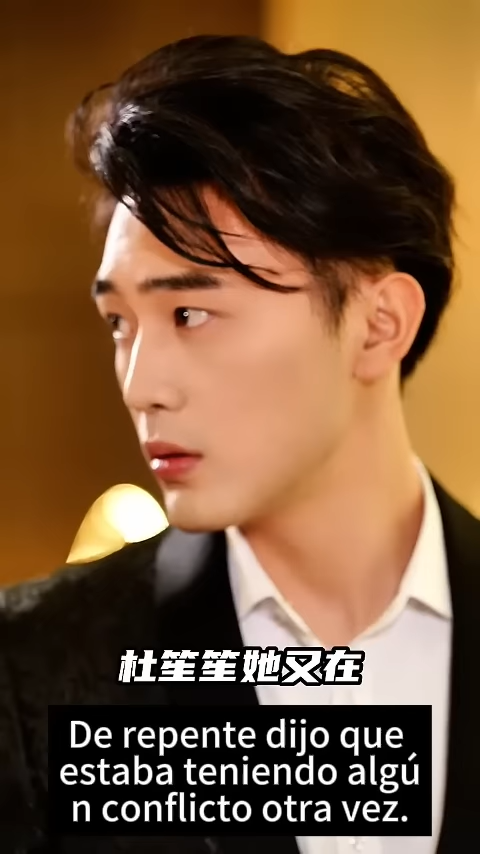 杜笙笙她又在
De repente dijo que
estaba teniendo algú
n conflicto otra vez.